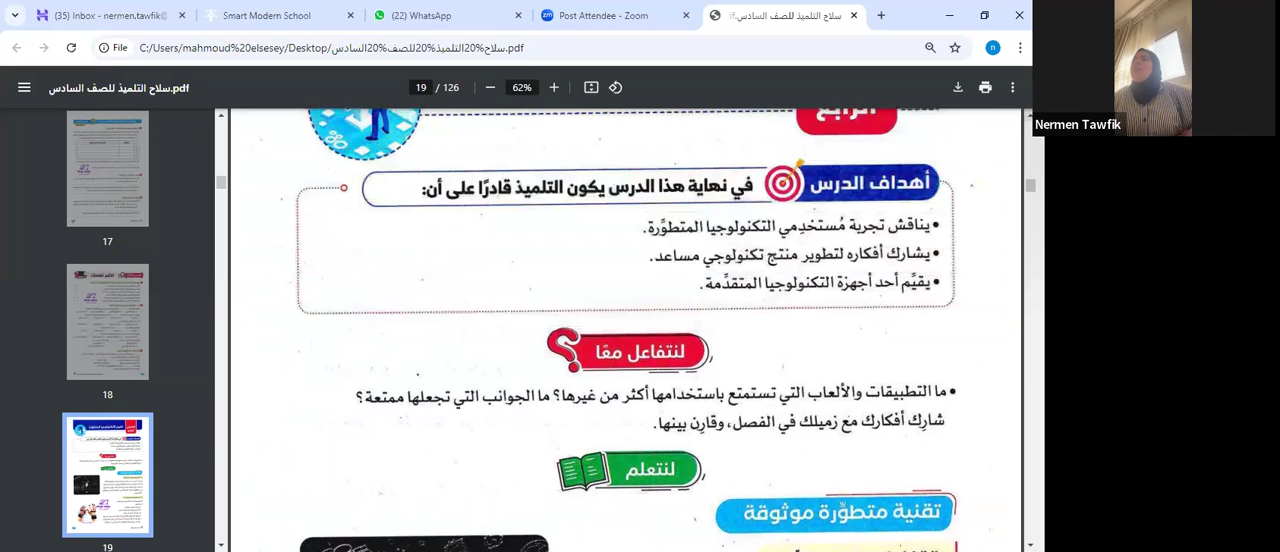 (35) Inbox - nermen.tawfik@
Smart Modern School
(22) WhatsApp
Post Attendee - Zoom
سلاح التلميذ للصف السادس.pdf
File
C:/Users/mahmoud%20elsesey/Desktop/سلاح%20التلميذ%20للصف%20السادس.pdf
n
سلاح التلميذ للصف السادس.pdf
19 / 126
62%
Nermen Tawfik
17
18
19
الرابع
أهداف الدرس في نهاية هذا الدرس يكون التلميذ قادرًا على أن:
• يناقش تجربة مُستخدِمي التكنولوجيا المتطوِّرة.
• يشارك أفكاره لتطوير منتج تكنولوجي مساعد.
• يقيِّم أحد أجهزة التكنولوجيا المتقدِّمة.
لنتفاعل معًا
• ما التطبيقات والألعاب التي تستمتع باستخدامها أكثر من غيرها؟ ما الجوانب التي تجعلها ممتعة؟
شارِك أفكارك مع زميلك في الفصل، وقارِن بينها.
لنتعلم
تقنية متطوِّرة موثوقة